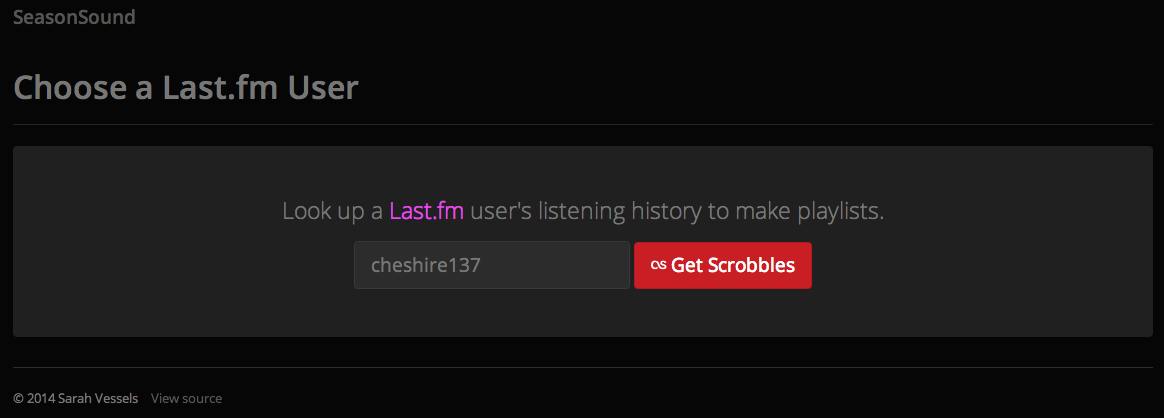 SeasonSound
Choose a Last.fm User
Look up a Last.fm user's listening history to make playlists.
cheshire137 Get Scrobbles
© 2014 Sarah Vessels View source